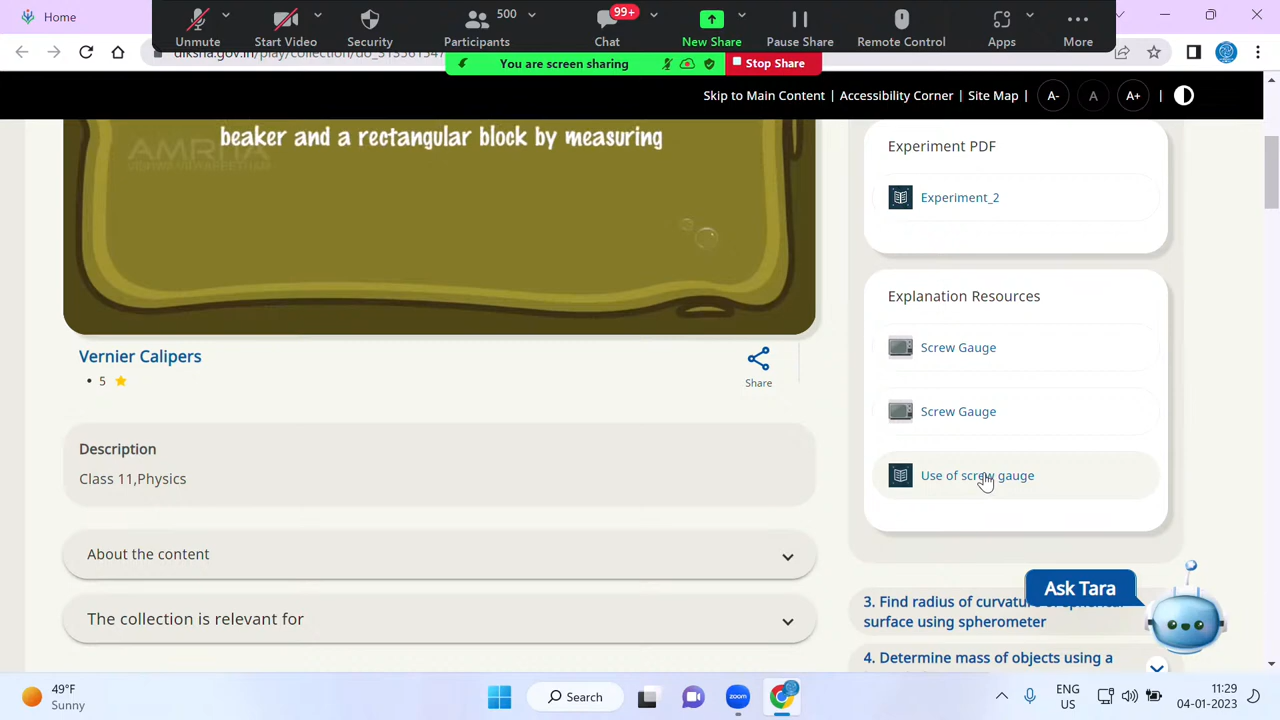 Home
Unmute
Start Video
Security
Participants
500
Chat
99+
New Share
Pause Share
Remote Control
Apps
More
You are screen sharing
Stop Share
Skip to Main Content | Accessibility Corner | Site Map | A- A A+ |
beaker and a rectangular block by measuring
AMRITA
Experiment PDF
Experiment_2
Explanation Resources
Screw Gauge
Screw Gauge
Use of screw gauge
Vernier Calipers
• 5
Share
Description
Class 11,Physics
About the content
The collection is relevant for
Ask Tara
3. Find radius of curvature of spherical
surface using spherometer
4. Determine mass of objects using a
49°F
Sunny
Search
ENG
US
11:29
04-01-2023